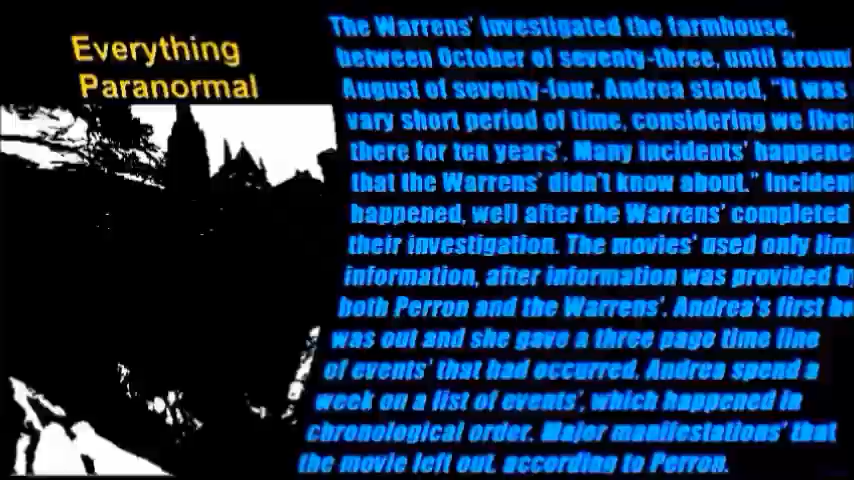 Everything
Paranormal
The Warrens' investigated the farmhouse,
between October of seventy-three, until
August of seventy-four. Andrea stated, "It was
vary short period of time, considering we
there for ten years'. Many incidents'
that the Warrens' didn't know about."
happened, well after the Warrens' completed
their investigation. The movies' used only
information, after information was provided
both Perron and the Warrens'. Andrea's first
was out and she gave a three page time line
of events' that had occurred. Andrea spend a
week on a list of events', which happened in
chronological order. Major manifestations' that
the movie left out, according to Perron.